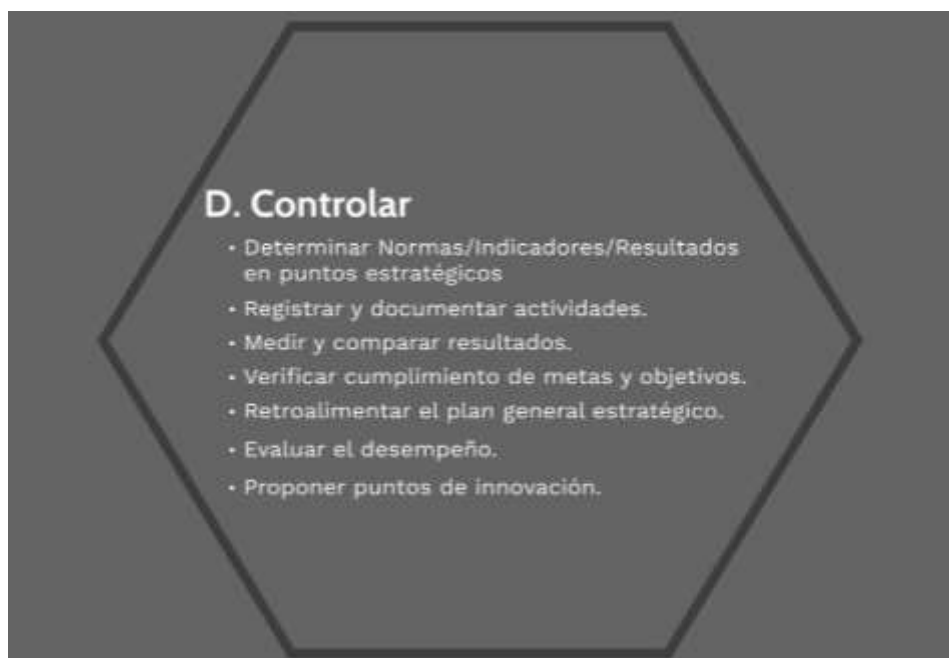 D. Controlar
• Determinar Normas/Indicadores/Resultados
en puntos estratégicos
• Registrar y documentar actividades.
• Medir y comparar resultados.
• Verificar cumplimiento de metas y objetivos.
• Retroalimentar el plan general estratégico.
• Evaluar el desempeño.
• Proponer puntos de innovación.